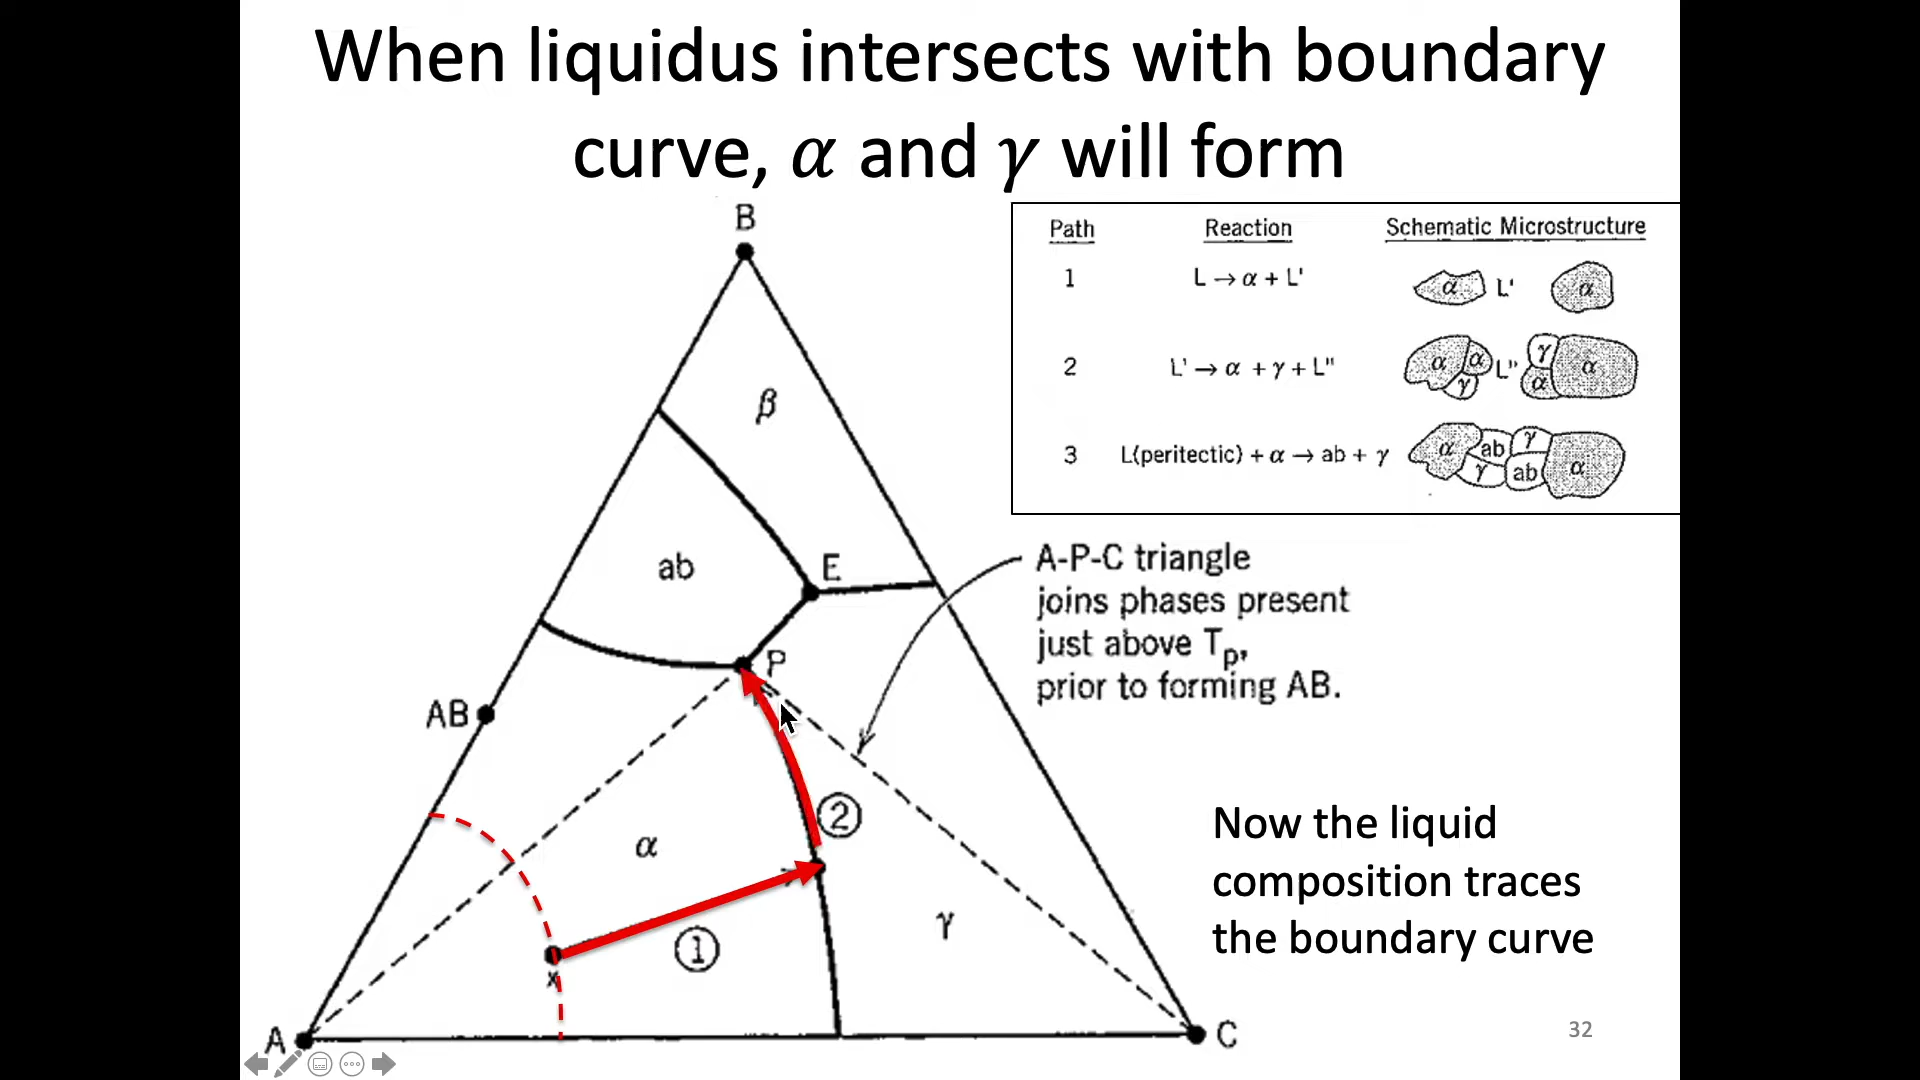 When liquidus intersects with boundary
curve, α and γ will form
Path Reaction Schematic Microstructure
1 L → α + L' α L' α
2 L' → α + γ + L" α α γ L" γ α α
3 L(peritectic) + α → ab + γ α ab γ γ ab α
B
β
ab
E
A-P-C triangle
joins phases present
just above Tp,
prior to forming AB.
P
AB
α
2
γ
1
x
Now the liquid
composition traces
the boundary curve
A
C
32